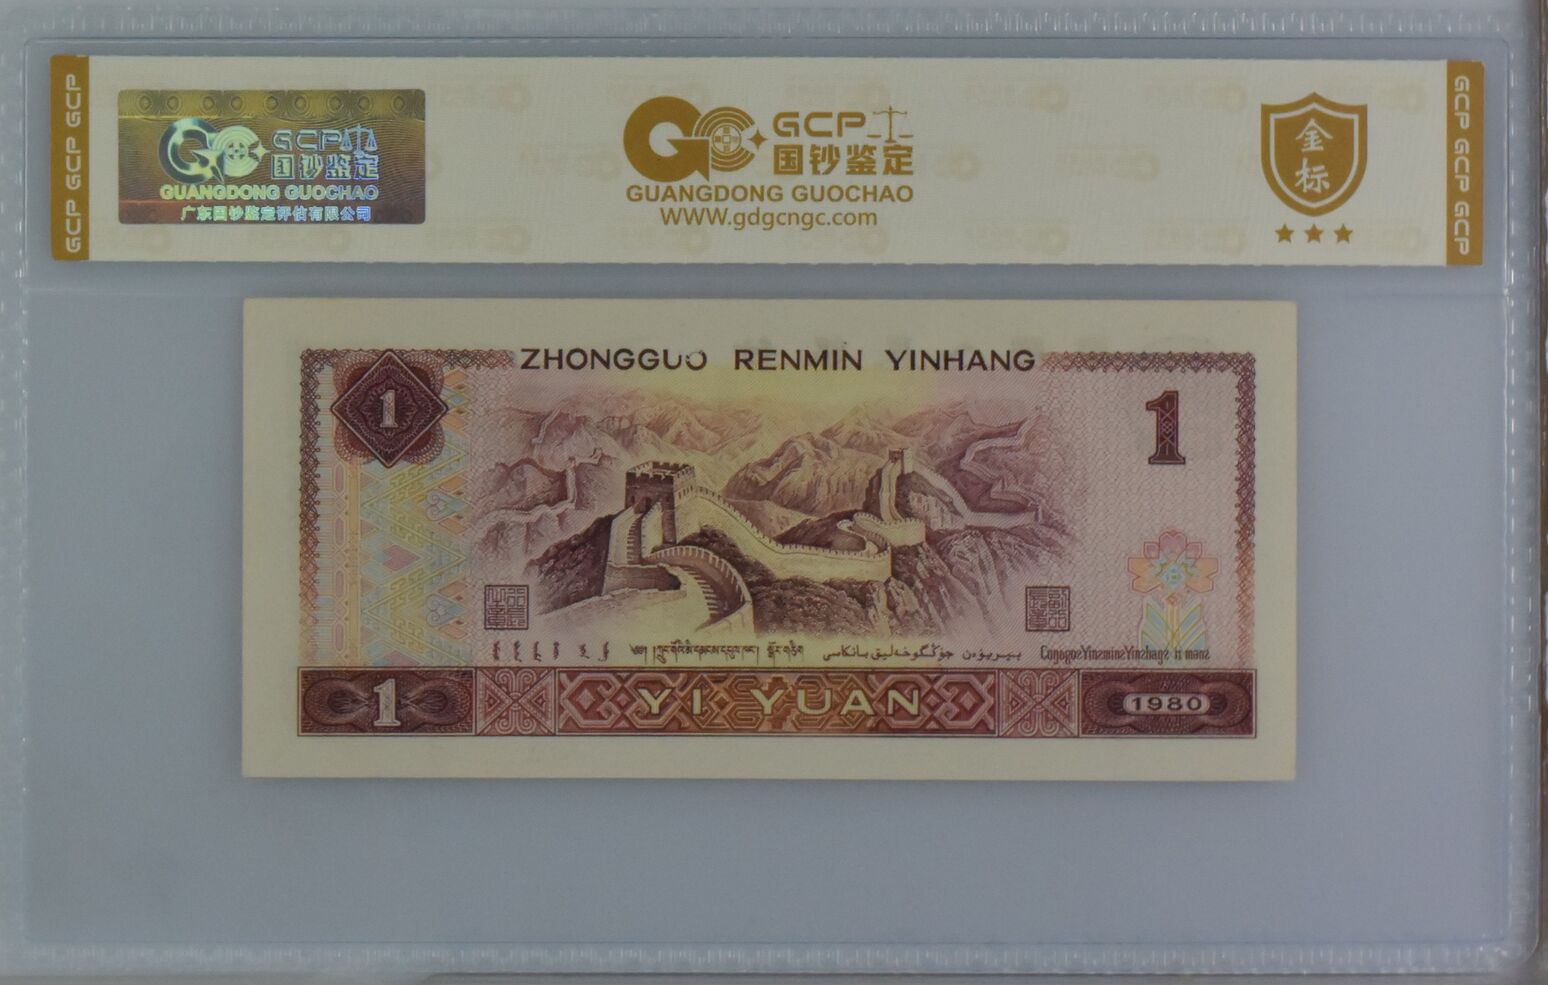 GCP GCP GCP
GCP
国钞鉴定
GUANGDONG GUOCHAO
广东国钞鉴定评估有限公司
GCP
国钞鉴定
GUANGDONG GUOCHAO
WWW.gdgcngc.com
金
标
GCP GCP GCP
ZHONGGUO RENMIN YINHANG
1
1
1
YI YUAN
1980